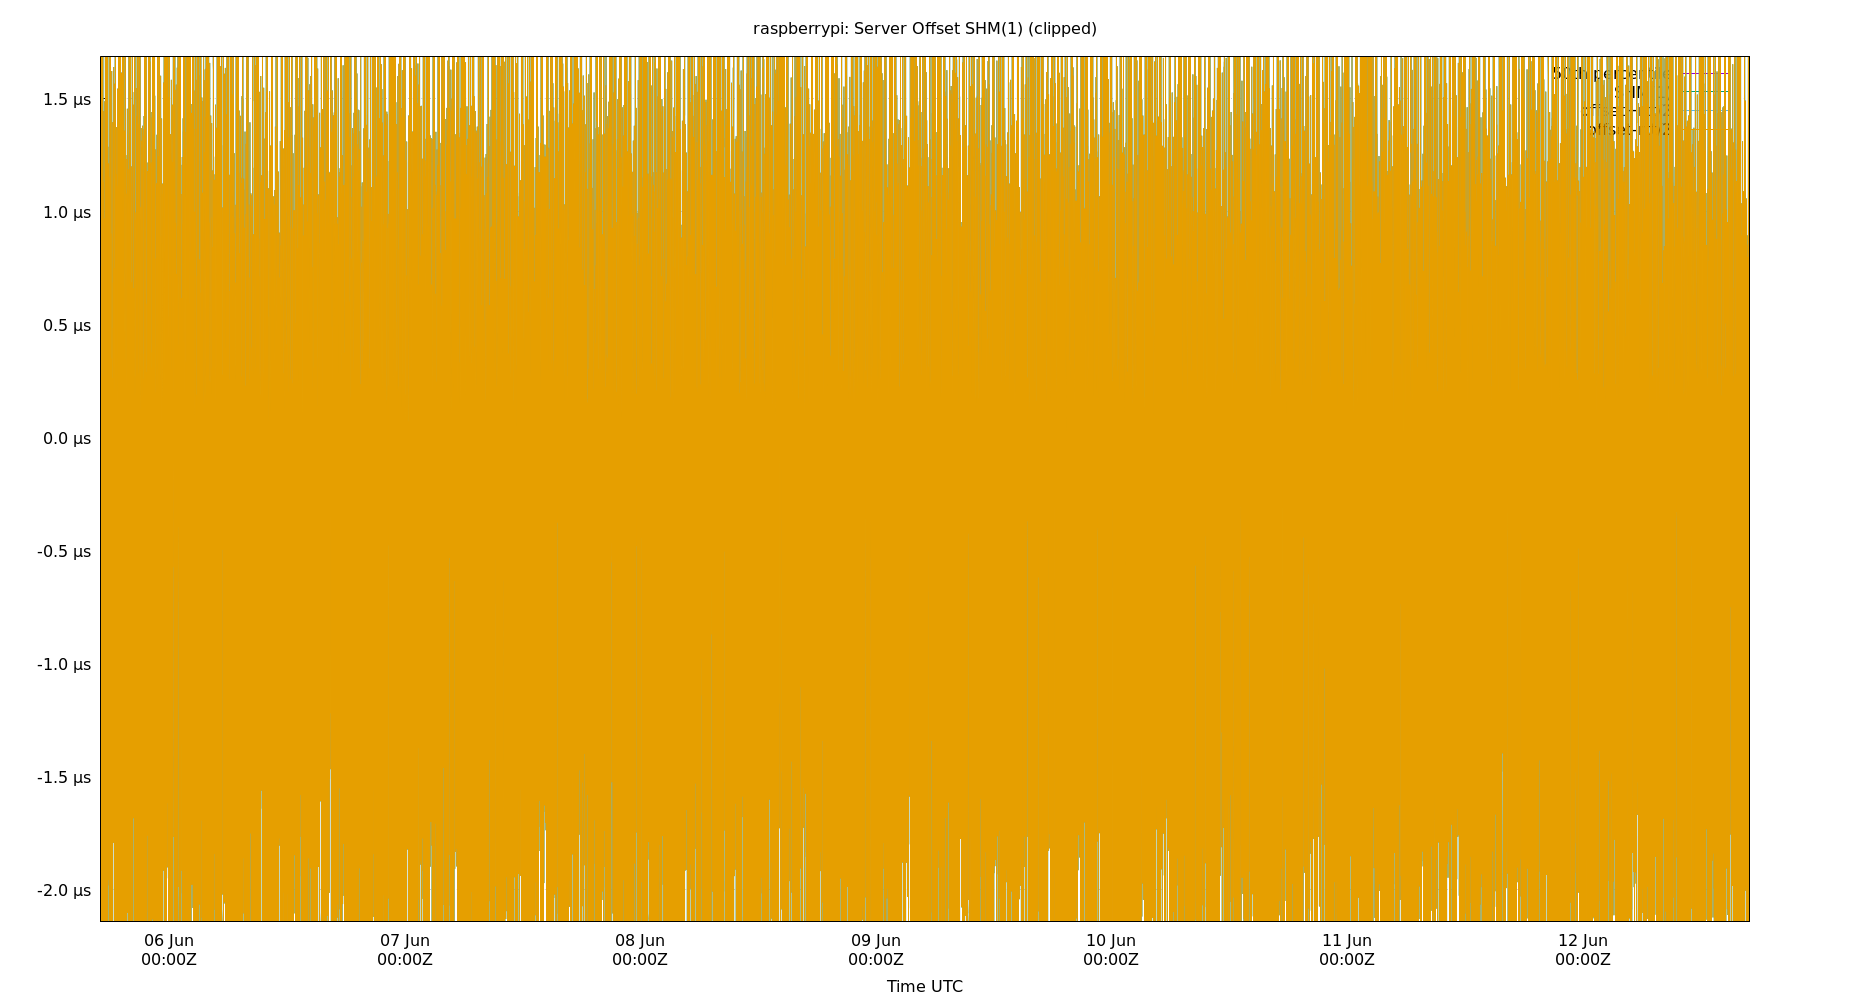 raspberrypi: Server Offset SHM(1) (clipped)
50th percentile
1.5 µs
1.0 µs
0.5 µs
0.0 µs
-0.5 µs
-1.0 µs
-1.5 µs
-2.0 µs
06 Jun
00:00Z
07 Jun
00:00Z
08 Jun
00:00Z
09 Jun
00:00Z
10 Jun
00:00Z
11 Jun
00:00Z
12 Jun
00:00Z
Time UTC